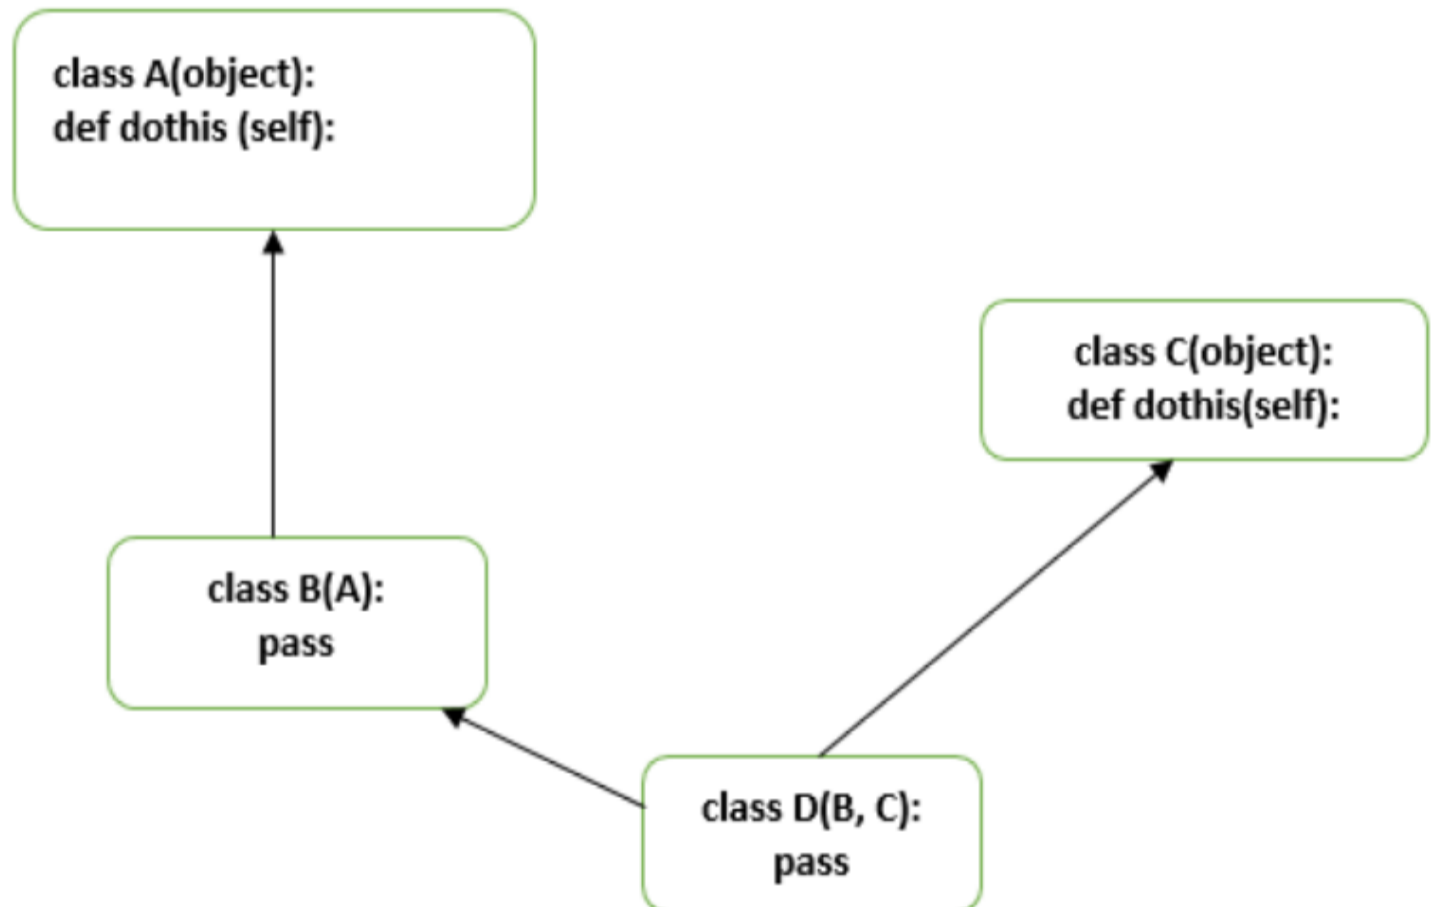 class A(object):
def dothis (self):
class C(object):
def dothis(self):
class B(A):
pass
class D(B, C):
pass